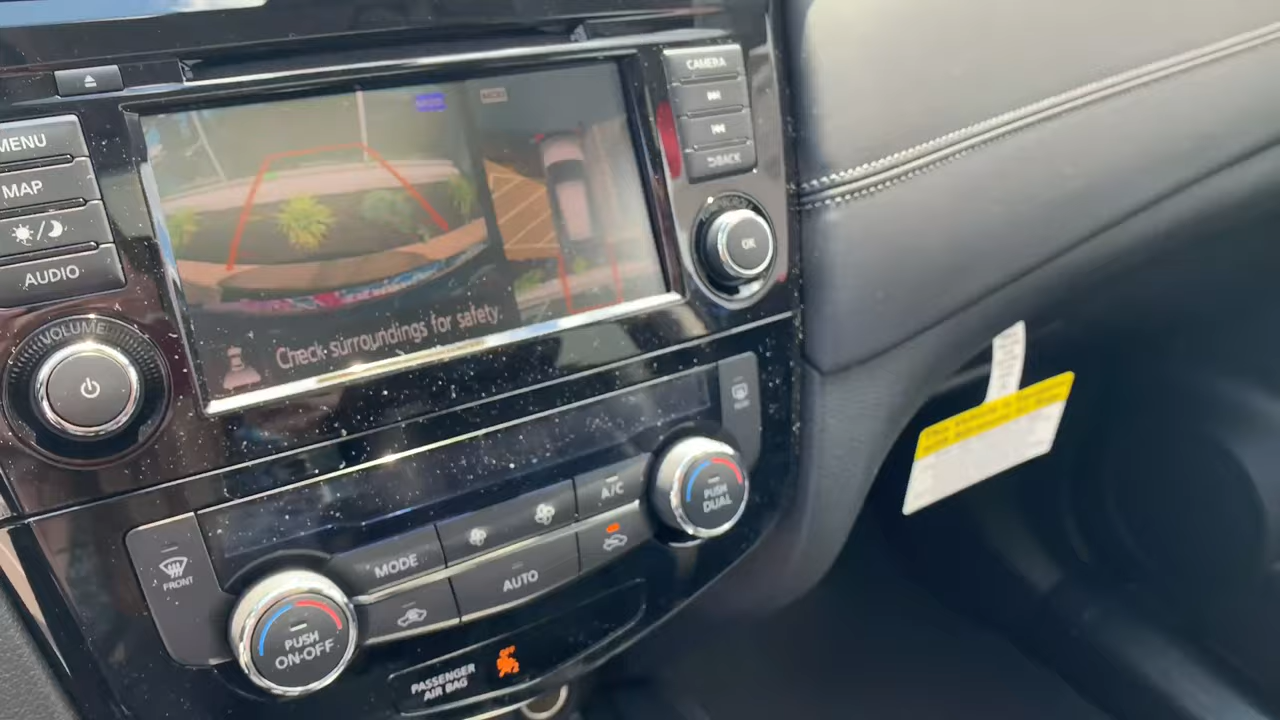 CAMERA
MENU
MAP
BACK
AUDIO
OK
VOLUME
Check surroundings for safety.
A/C
PUSH
DUAL
MODE
FRONT
AUTO
PUSH
ON·OFF
PASSENGER
AIR BAG
OFF